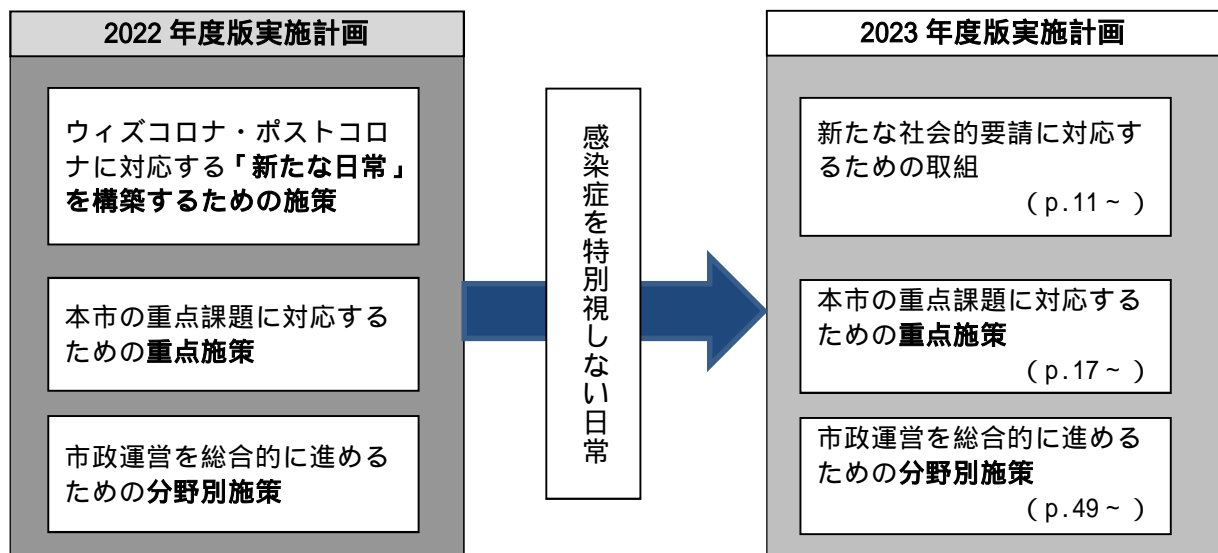 2022 年度版実施計画
ウィズコロナ・ポストコロ
ナに対応する「新たな日常」
を構築するための施策
本市の重点課題に対応する
ための重点施策
市政運営を総合的に進める
ための分野別施策
感染症を特別視しない日常
2023 年度版実施計画
新たな社会的要請に対応す
るための取組
（p.11～）
本市の重点課題に対応する
ための重点施策
（p.17～）
市政運営を総合的に進める
ための分野別施策
（p.49～）